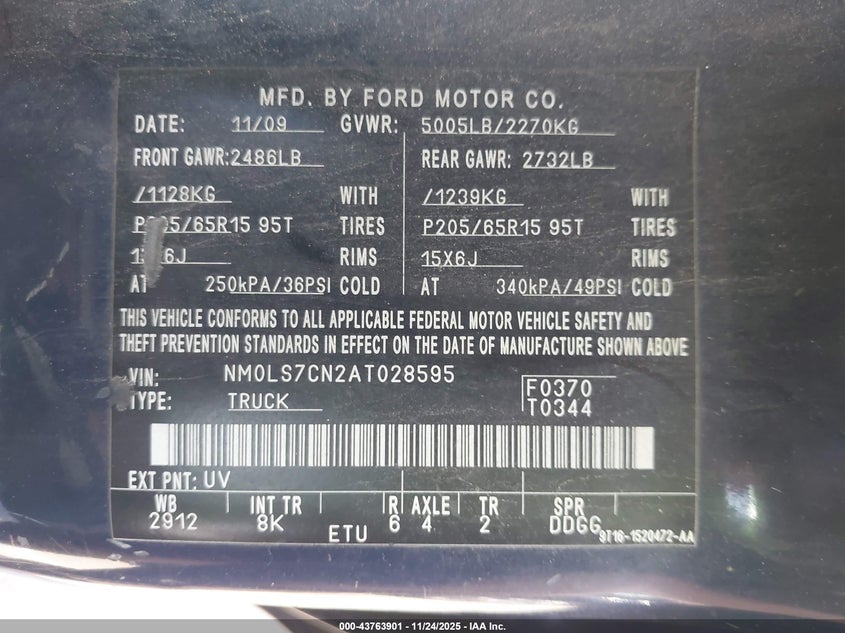 MFD. BY FORD MOTOR CO.
DATE: 11/09 GVWR: 5005LB/2270KG
FRONT GAWR: 2486LB REAR GAWR: 2732LB
/1128KG WITH /1239KG WITH
P205/65R15 95T TIRES P205/65R15 95T TIRES
15X6J RIMS 15X6J RIMS
AT 250kPA/36PSI COLD AT 340kPA/49PSI COLD
THIS VEHICLE CONFORMS TO ALL APPLICABLE FEDERAL MOTOR VEHICLE SAFETY AND
THEFT PREVENTION STANDARDS IN EFFECT ON THE DATE OF MANUFACTURE SHOWN ABOVE
VIN: NM0LS7CN2AT028595 F0370
TYPE: TRUCK T0344
EXT PNT: UV
WB INT TR R AXLE TR SPR
2912 8K 6 4 2 DDGG
ETU 9T16-1520472-AA
000-43763901 - 11/24/2025 - IAA Inc.